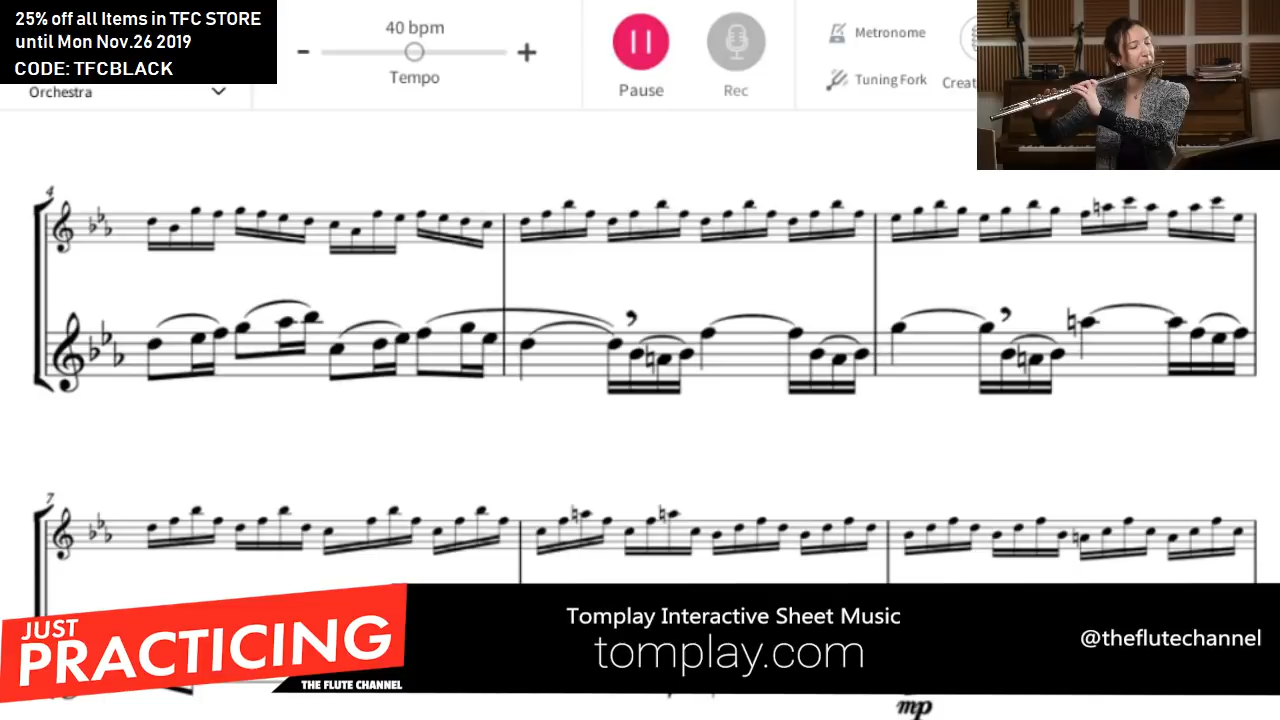 25% off all Items in TFC STORE
until Mon Nov.26 2019
CODE: TFCBLACK
Orchestra
40 bpm
Tempo
Pause
Rec
Metronome
Tuning Fork
Creat
4
7
mp
JUST
PRACTICING
THE FLUTE CHANNEL
Tomplay Interactive Sheet Music
tomplay.com
@theflutechannel